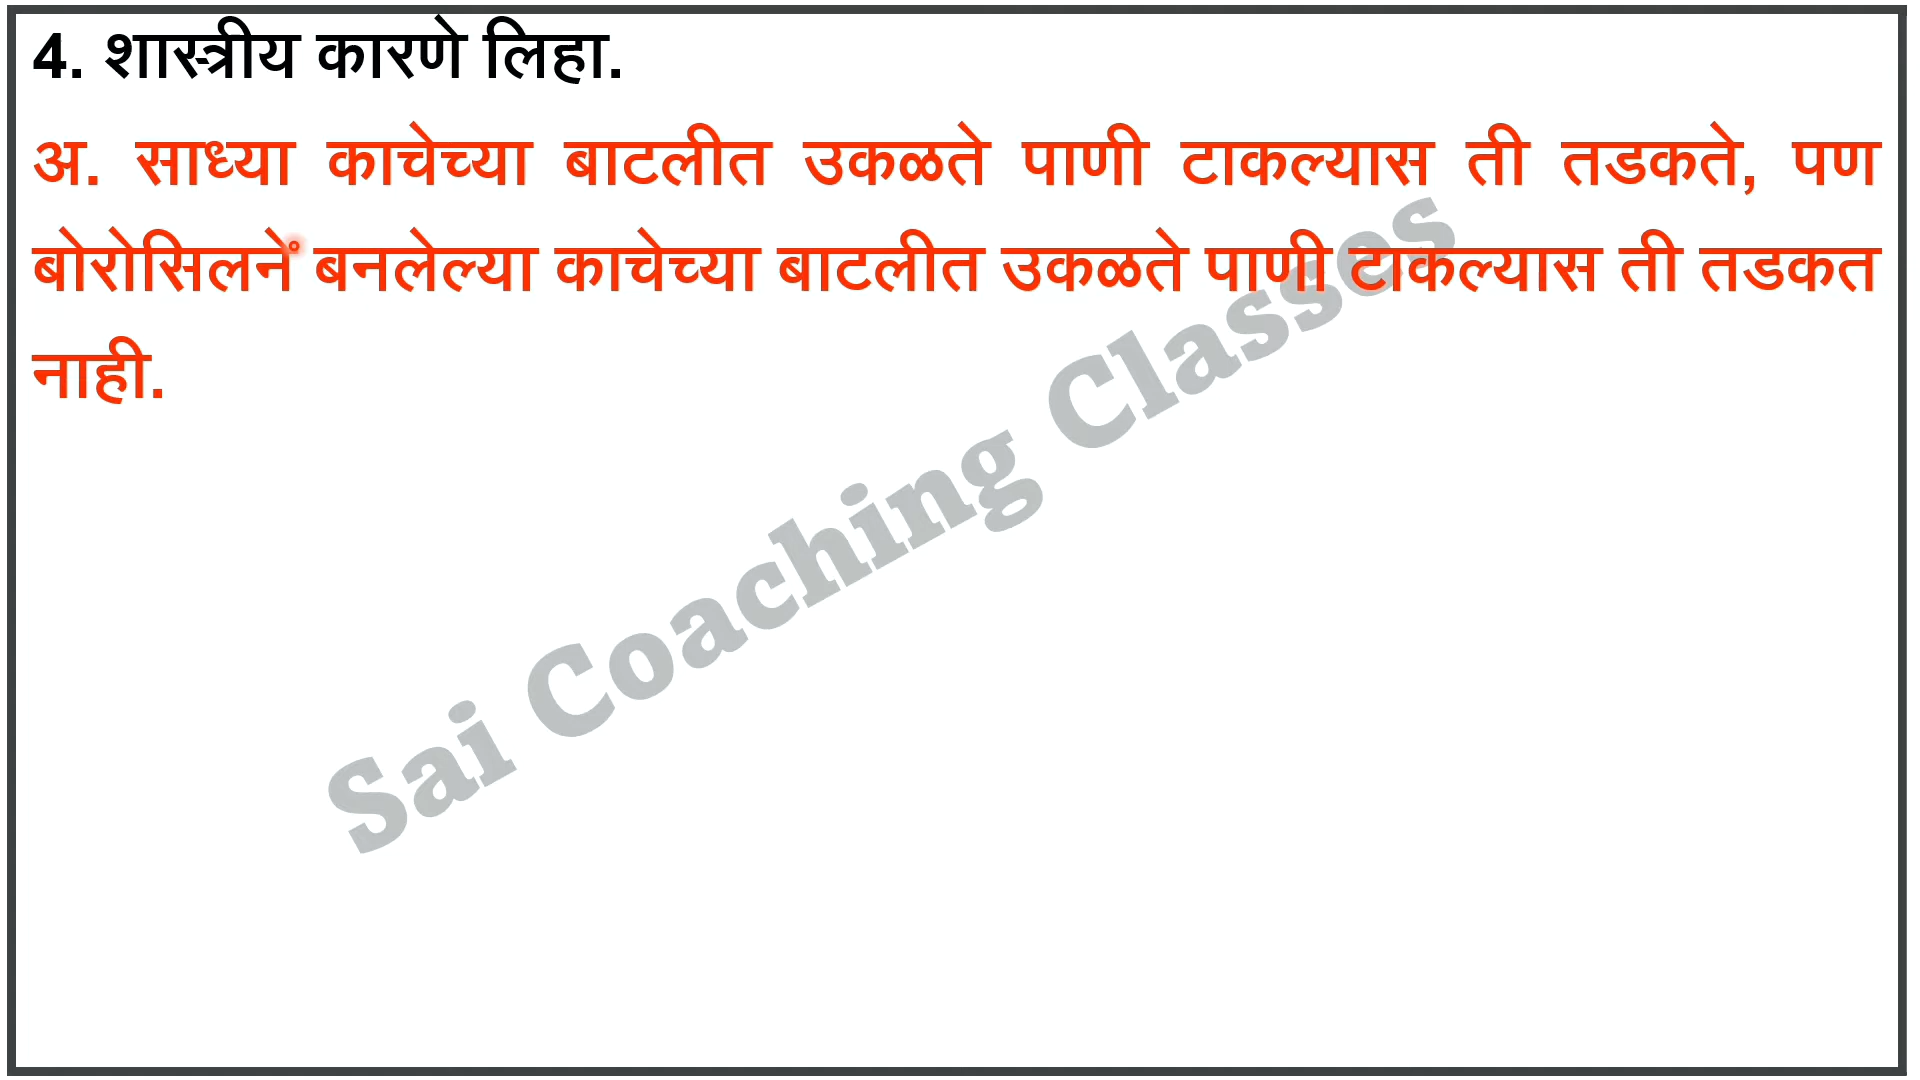 4. शास्त्रीय कारणे लिहा.
अ. साध्या काचेच्या बाटलीत उकळते पाणी टाकल्यास ती तडकते, पण
बोरोसिलने बनलेल्या काचेच्या बाटलीत उकळते पाणी टाकल्यास ती तडकत
नाही.
Sai Coaching Classes